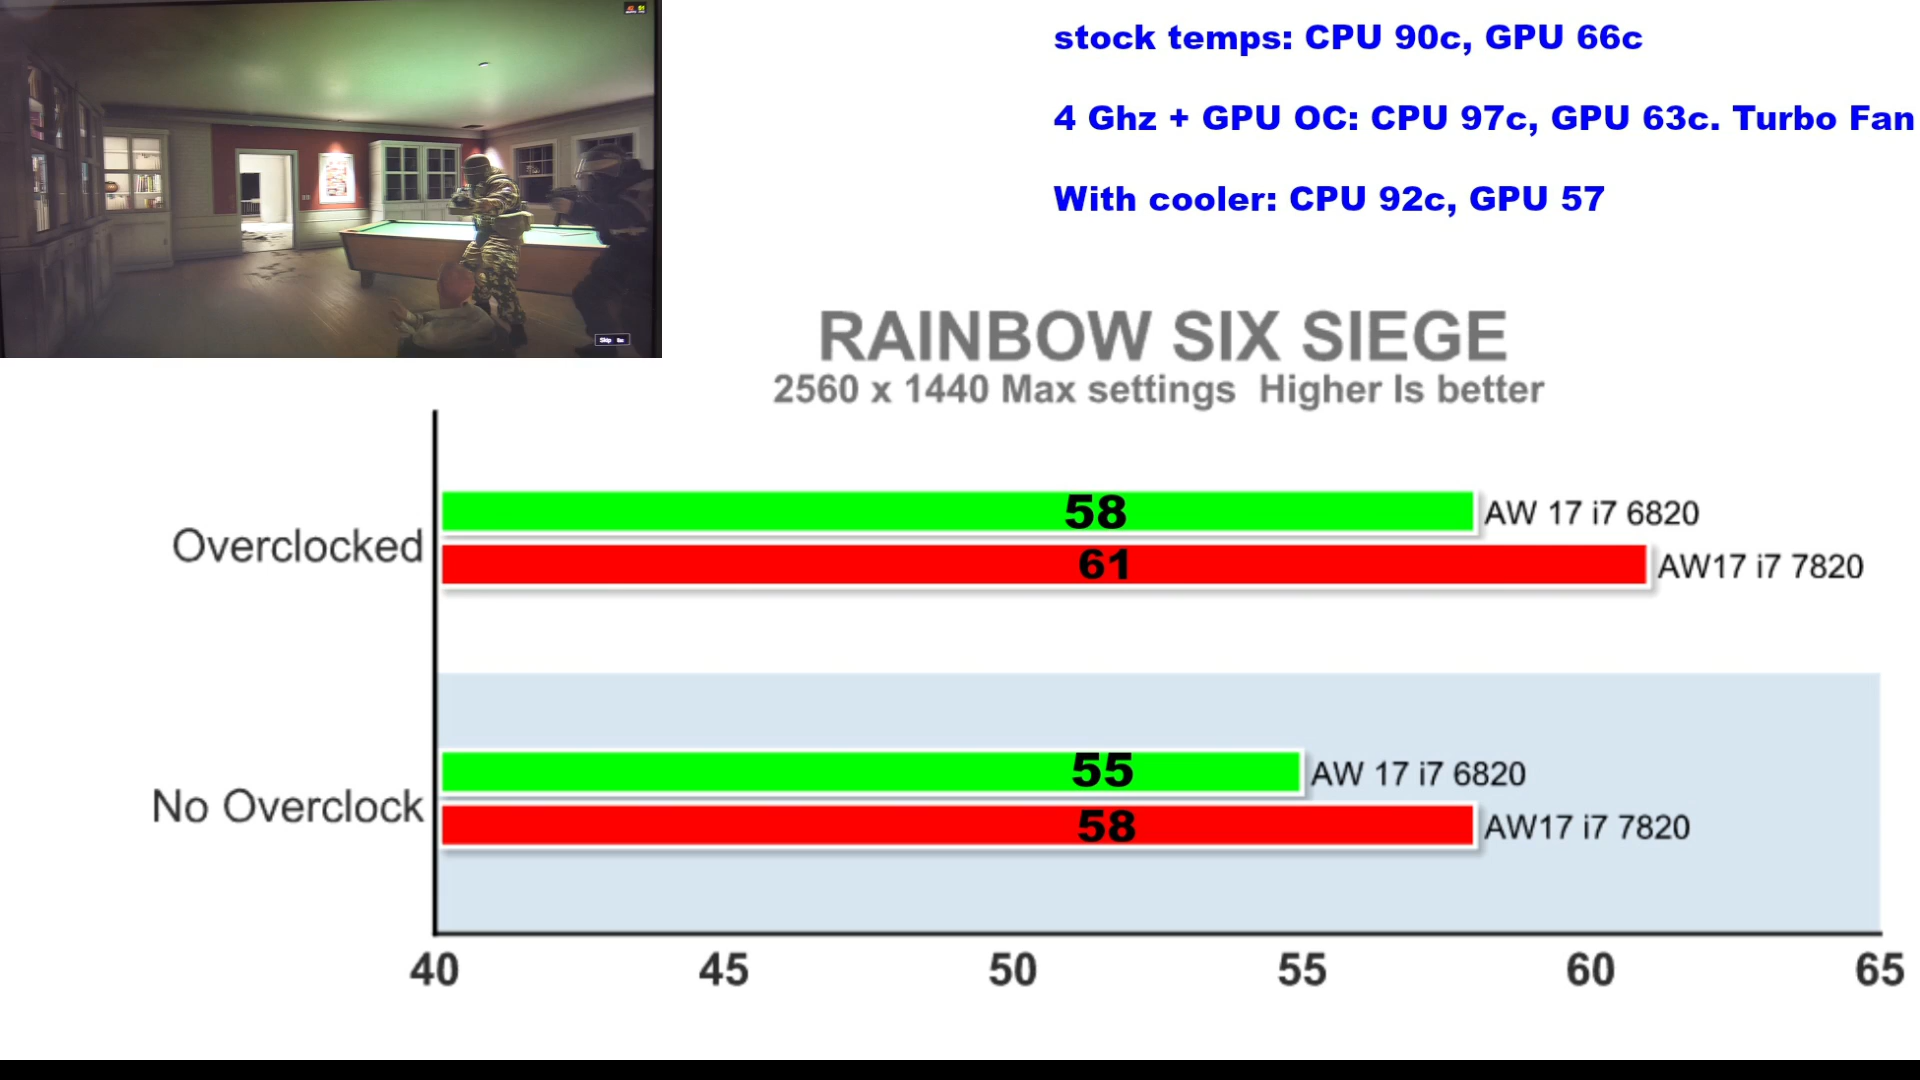 stock temps: CPU 90c, GPU 66c
4 Ghz + GPU OC: CPU 97c, GPU 63c. Turbo Fan
With cooler: CPU 92c, GPU 57
Skip
RAINBOW SIX SIEGE
2560 x 1440 Max settings Higher Is better
Overclocked
58 AW 17 i7 6820
61 AW17 i7 7820
No Overclock
55 AW 17 i7 6820
58 AW17 i7 7820
40 45 50 55 60 65